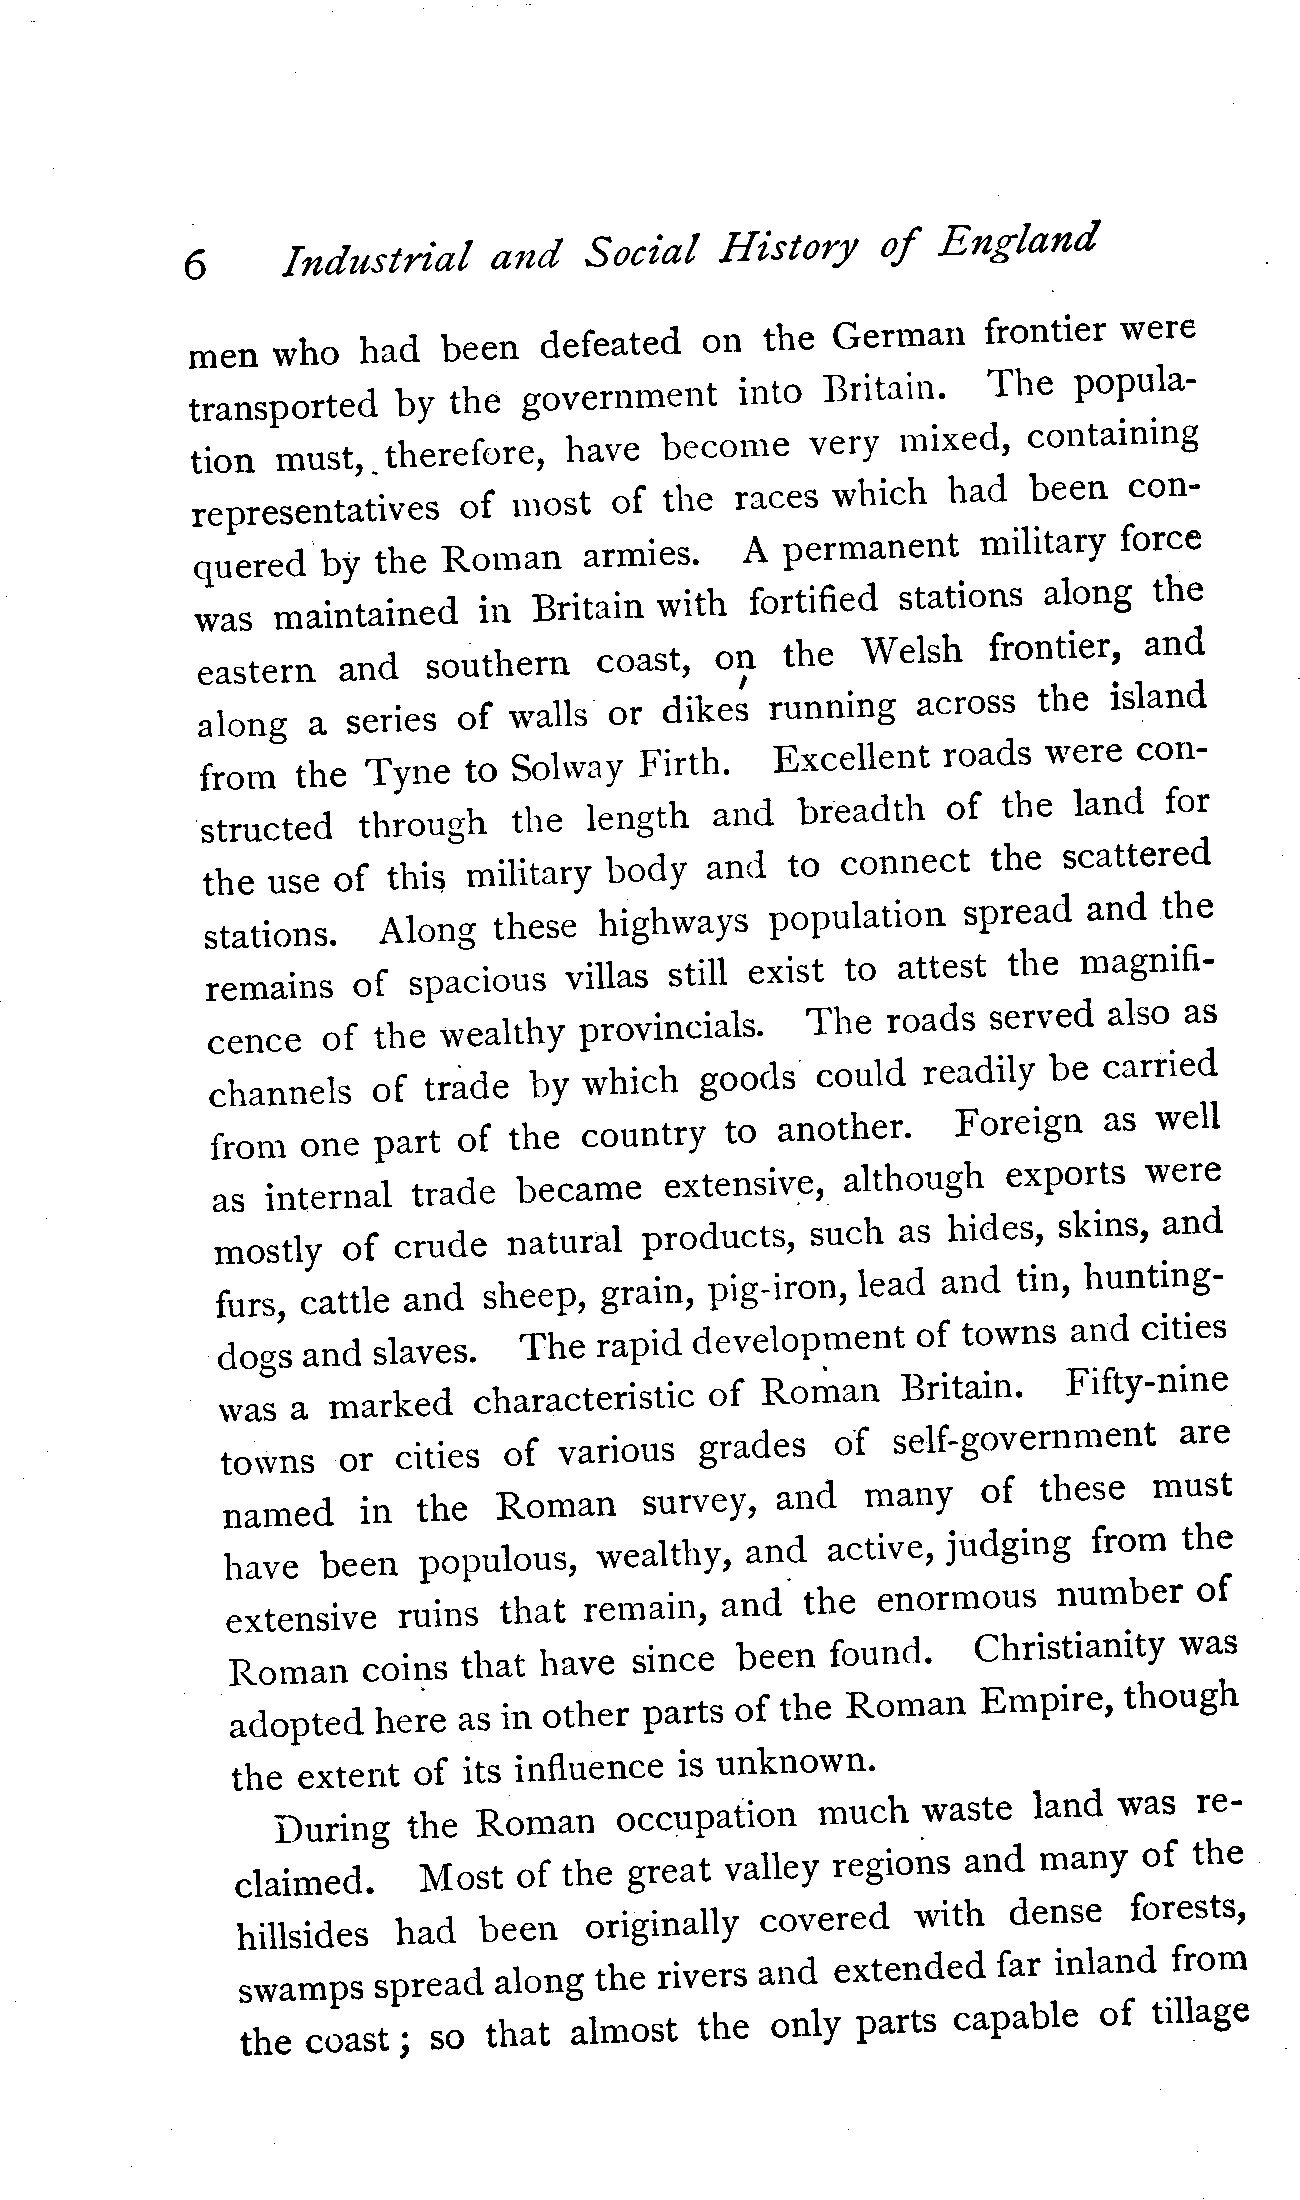 6 Industrial and Social History of England
men who had been defeated on the German frontier were
transported by the government into Britain. The popula-
tion must, therefore, have become very mixed, containing
representatives of most of the races which had been con-
quered by the Roman armies. A permanent military force
was maintained in Britain with fortified stations along the
eastern and southern coast, on the Welsh frontier, and
along a series of walls or dikes running across the island
from the Tyne to Solway Firth. Excellent roads were con-
structed through the length and breadth of the land for
the use of this military body and to connect the scattered
stations. Along these highways population spread and the
remains of spacious villas still exist to attest the magnifi-
cence of the wealthy provincials. The roads served also as
channels of trade by which goods could readily be carried
from one part of the country to another. Foreign as well
as internal trade became extensive, although exports were
mostly of crude natural products, such as hides, skins, and
furs, cattle and sheep, grain, pig-iron, lead and tin, hunting-
dogs and slaves. The rapid development of towns and cities
was a marked characteristic of Roman Britain. Fifty-nine
towns or cities of various grades of self-government are
named in the Roman survey, and many of these must
have been populous, wealthy, and active, judging from the
extensive ruins that remain, and the enormous number of
Roman coins that have since been found. Christianity was
adopted here as in other parts of the Roman Empire, though
the extent of its influence is unknown.
During the Roman occupation much waste land was re-
claimed. Most of the great valley regions and many of the
hillsides had been originally covered with dense forests,
swamps spread along the rivers and extended far inland from
the coast; so that almost the only parts capable of tillage